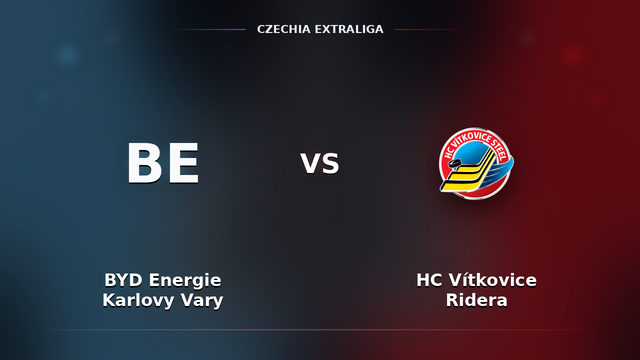 CZECHIA EXTRALIGA
BE
VS
HC VÍTKOVICE STEEL
BYD Energie
Karlovy Vary
HC Vítkovice
Ridera